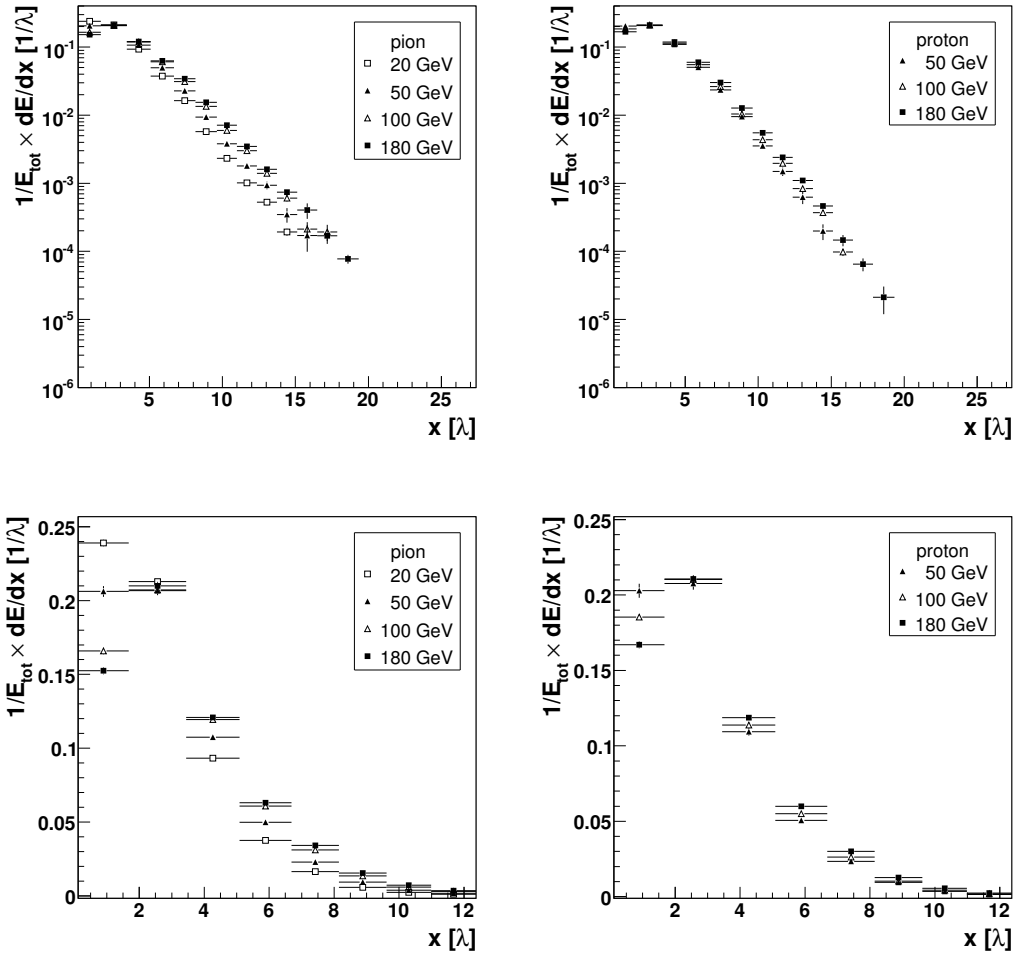 1/E_tot × dE/dx [1/λ]
10^-1
10^-2
10^-3
10^-4
10^-5
10^-6
pion
20 GeV
50 GeV
100 GeV
180 GeV
5 10 15 20 25
x [λ]
1/E_tot × dE/dx [1/λ]
10^-1
10^-2
10^-3
10^-4
10^-5
10^-6
proton
50 GeV
100 GeV
180 GeV
5 10 15 20 25
x [λ]
1/E_tot × dE/dx [1/λ]
0.25
0.2
0.15
0.1
0.05
0
pion
20 GeV
50 GeV
100 GeV
180 GeV
2 4 6 8 10 12
x [λ]
1/E_tot × dE/dx [1/λ]
0.25
0.2
0.15
0.1
0.05
0
proton
50 GeV
100 GeV
180 GeV
2 4 6 8 10 12
x [λ]